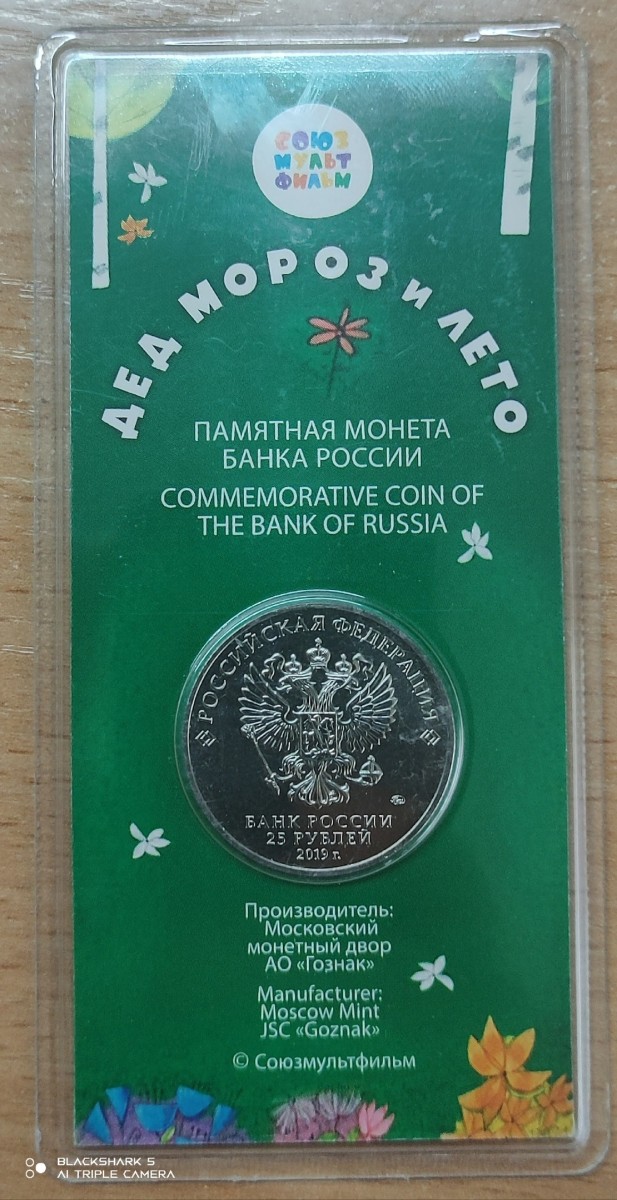 СОЮЗ
МУЛЬТ
ФИЛЬМ
ДЕД МОРОЗ И ЛЕТО
ПАМЯТНАЯ МОНЕТА
БАНКА РОССИИ
COMMEMORATIVE COIN OF
THE BANK OF RUSSIA
РОССИЙСКАЯ ФЕДЕРАЦИЯ
БАНК РОССИИ
25 РУБЛЕЙ
2019 г.
Производитель:
Московский
монетный двор
АО «Гознак»
Manufacturer:
Moscow Mint
JSC «Goznak»
© Союзмультфильм
BLACKSHARK 5
AI TRIPLE CAMERA